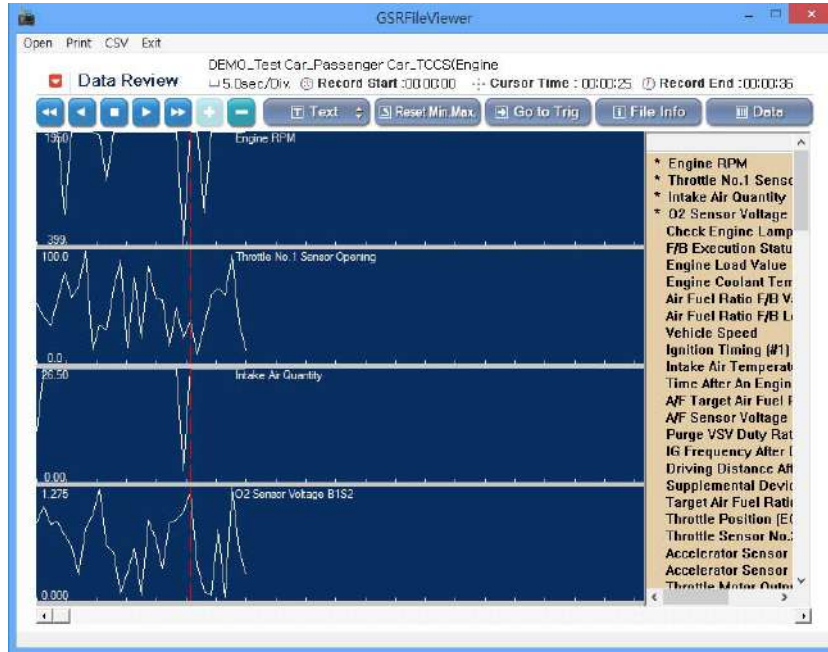 GSRFileViewer
Open Print CSV Exit
DEMO_Test Car_Passenger Car_TCCS(Engine
Data Review
5.0sec/Div. Record Start :00:00:00 Cursor Time : 00:00:25 Record End :00:00:35
Text Reset Min.Max. Go to Trig File Info Data
Engine RPM
399.
100.0 Throttle No.1 Sensor Opening
0.0
26.50 Intake Air Quantity
0.00
1.275 O2 Sensor Voltage B1S2
0.000
* Engine RPM
* Throttle No.1 Senso
* Intake Air Quantity
* O2 Sensor Voltage
Check Engine Lamp
F/B Execution Statu
Engine Load Value
Engine Coolant Tem
Air Fuel Ratio F/B V
Air Fuel Ratio F/B L
Vehicle Speed
Ignition Timing (#1)
Intake Air Temperat
Time After An Engin
A/F Target Air Fuel
A/F Sensor Voltage
Purge VSV Duty Rat
IG Frequency After
Driving Distance Aft
Supplemental Devic
Target Air Fuel Rati
Throttle Position (E
Throttle Sensor No.
Accelerator Sensor
Accelerator Sensor
Throttle Motor Outpu